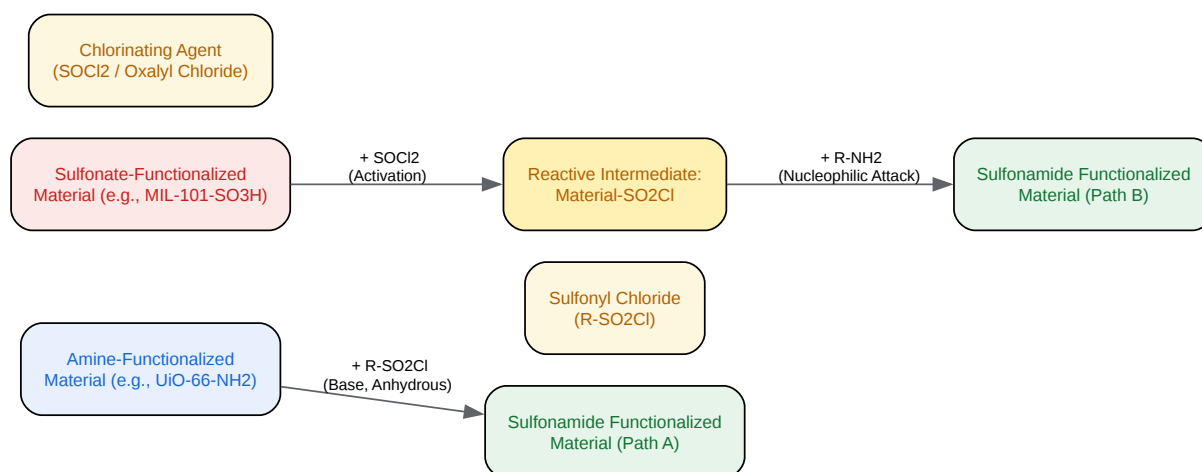 Chlorinating Agent
(SOCl2 / Oxalyl Chloride)
Sulfonate-Functionalized
Material (e.g., MIL-101-SO3H)
+ SOCl2
(Activation)
Reactive Intermediate:
Material-SO2Cl
+ R-NH2
(Nucleophilic Attack)
Sulfonamide Functionalized
Material (Path B)
Sulfonyl Chloride
(R-SO2Cl)
Amine-Functionalized
Material (e.g., UiO-66-NH2)
+ R-SO2Cl
(Base, Anhydrous)
Sulfonamide Functionalized
Material (Path A)